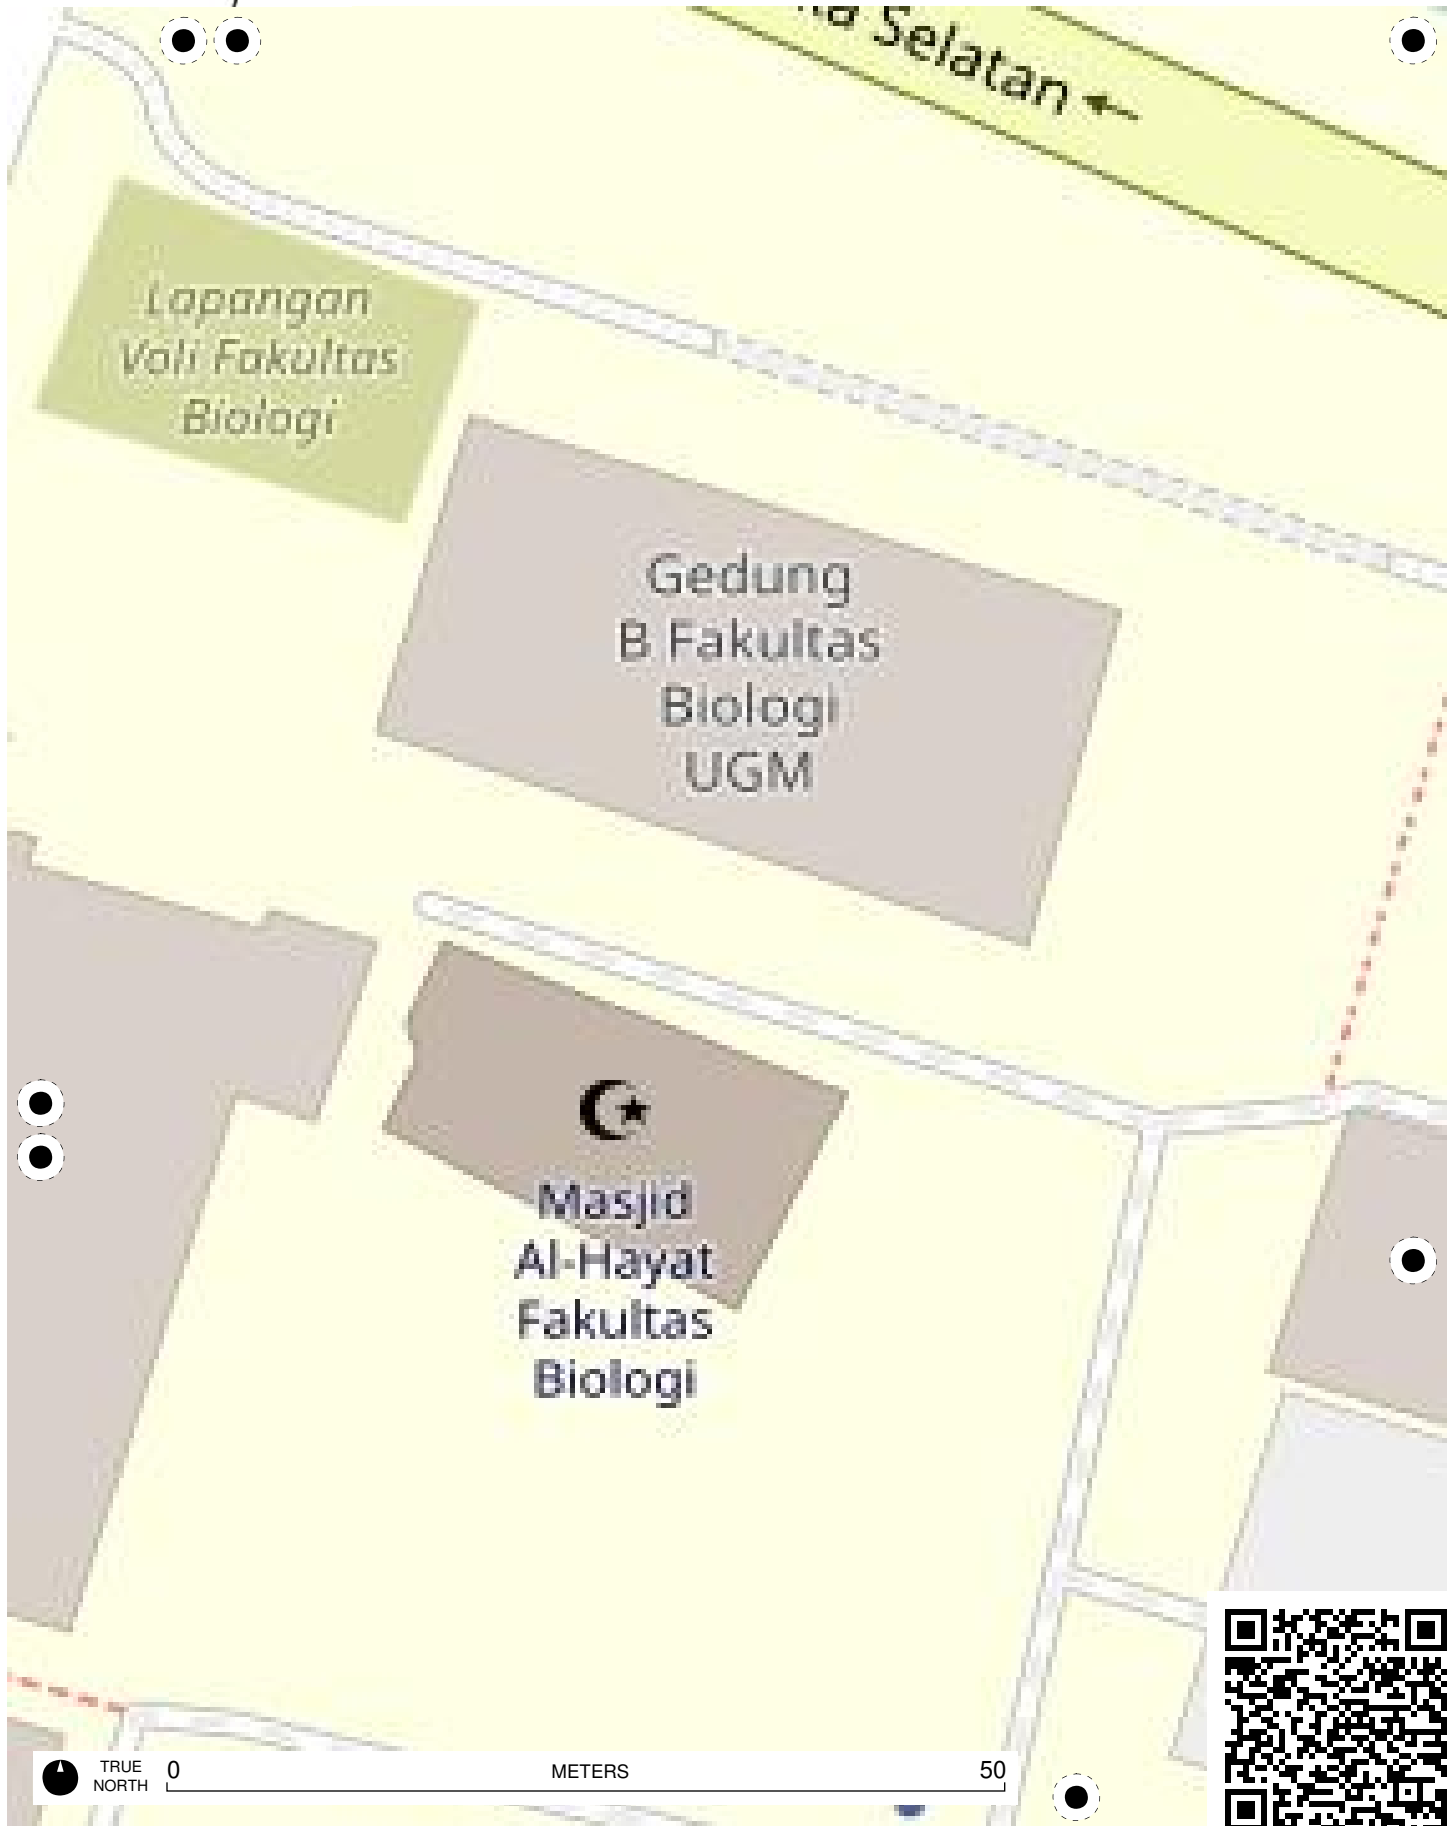 Selatan
Lapangan
Voli Fakultas
Biologi
Gedung
B Fakultas
Biologi
UGM
Masjid
Al-Hayat
Fakultas
Biologi
TRUE
NORTH
0
METERS
50